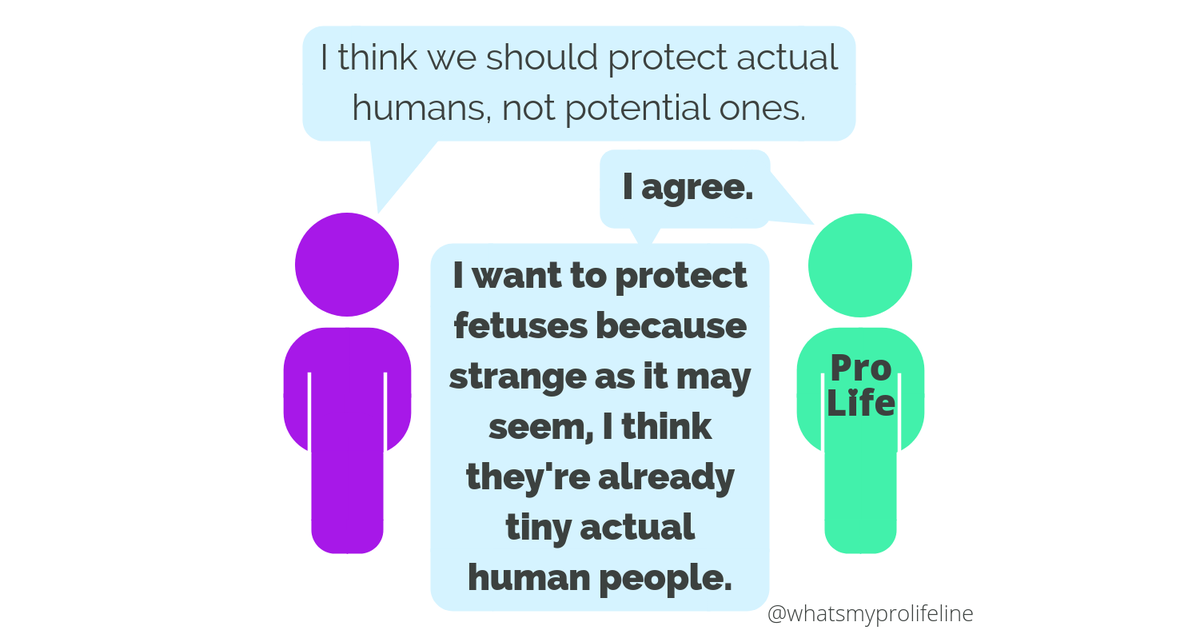 I think we should protect actual
humans, not potential ones.
I agree.
I want to protect
fetuses because
strange as it may
seem, I think
they're already
tiny actual
human people.
Pro
Life
@whatsmyprolifeline